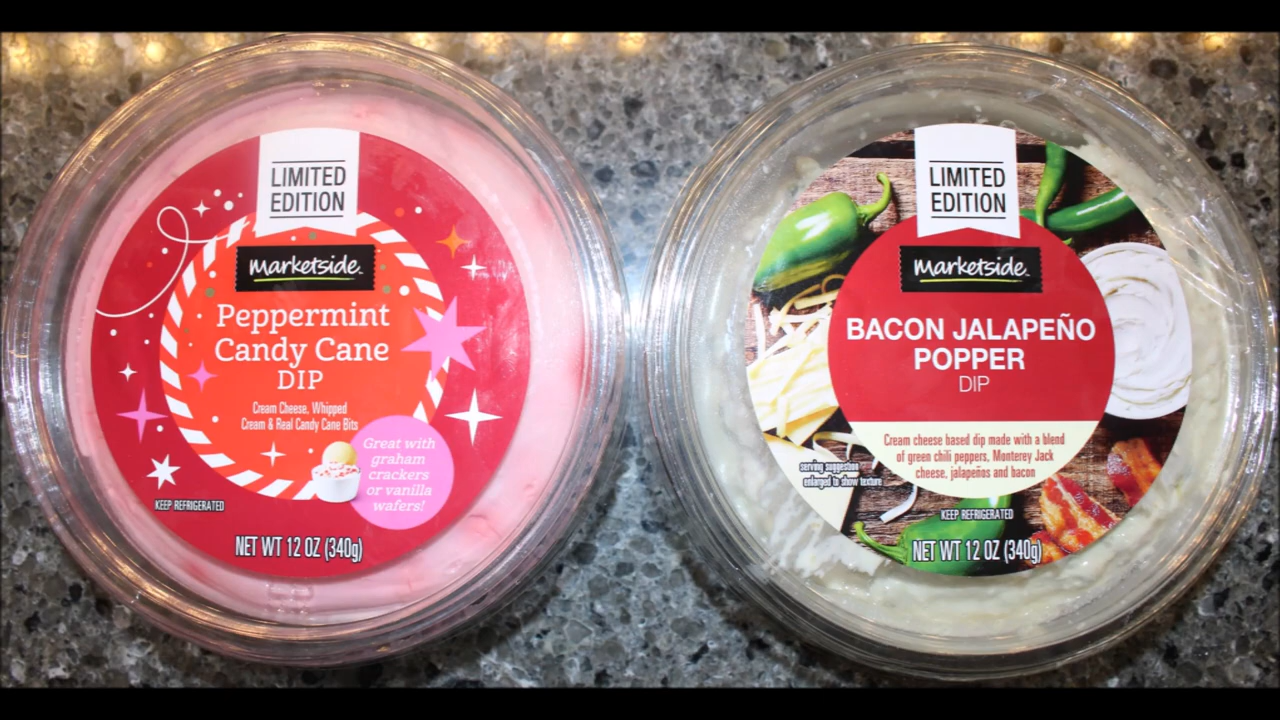 LIMITED
EDITION
marketside
Peppermint
Candy Cane
DIP
Cream Cheese, Whipped
Cream & Real Candy Cane Bits
Great with
graham
crackers
or vanilla
wafers!
KEEP REFRIGERATED
NET WT 12 OZ (340g)
LIMITED
EDITION
marketside
BACON JALAPEÑO
POPPER
DIP
Cream cheese based dip made with a blend
of green chili peppers, Monterey Jack
cheese, jalapeños and bacon
serving suggestion
enlarged to show texture
KEEP REFRIGERATED
NET WT 12 OZ (340g)